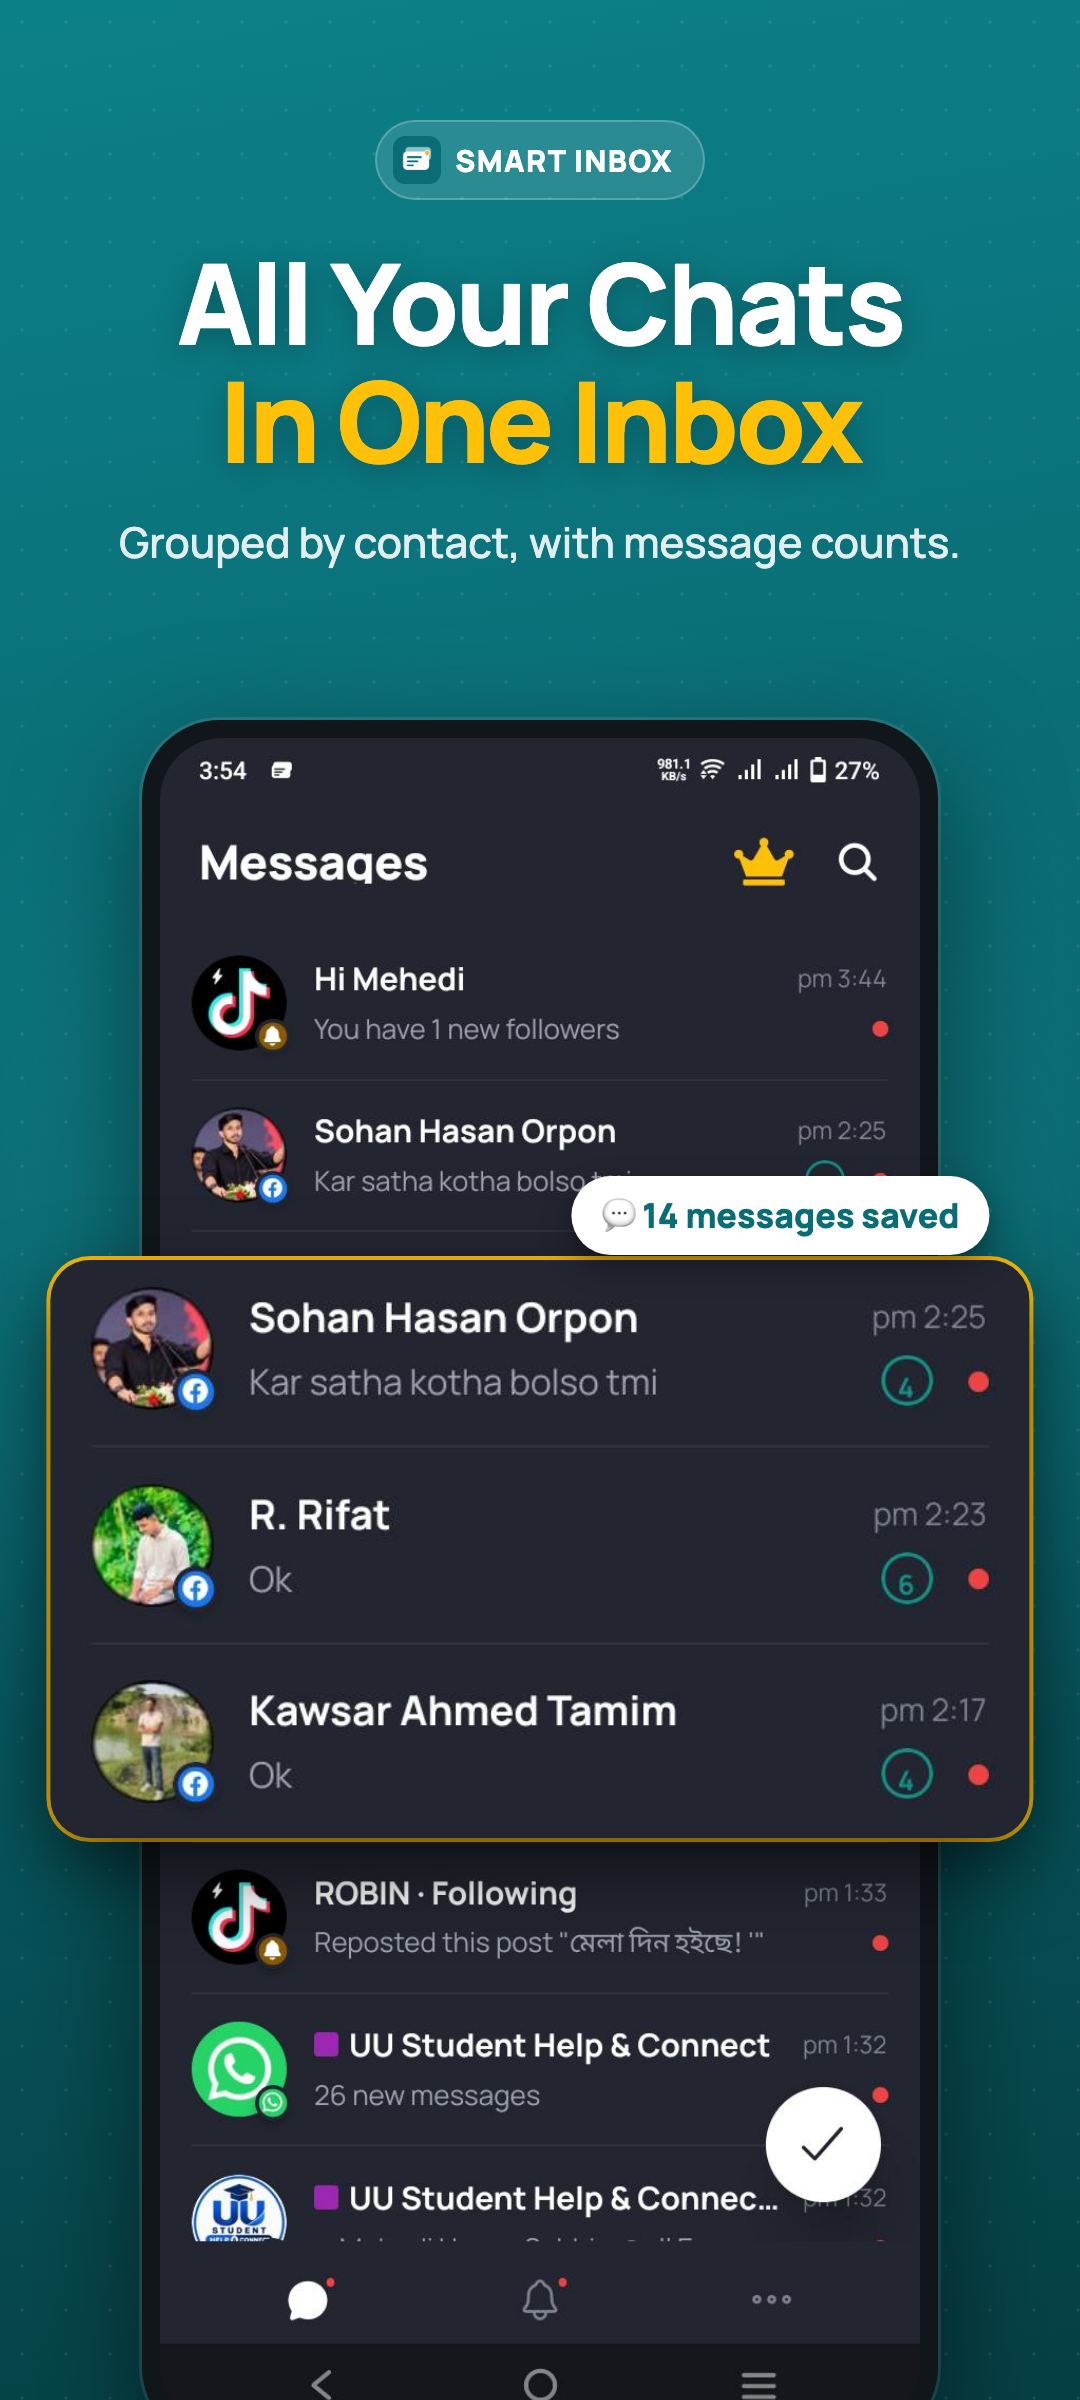 SMART INBOX
All Your Chats
In One Inbox
Grouped by contact, with message counts.
3:54
981.1
KB/s
27%
Messages
Hi Mehedi
pm 3:44
You have 1 new followers
Sohan Hasan Orpon
pm 2:25
Kar satha kotha bolso
14 messages saved
Sohan Hasan Orpon
pm 2:25
Kar satha kotha bolso tmi
4
R. Rifat
pm 2:23
Ok
6
Kawsar Ahmed Tamim
pm 2:17
Ok
4
ROBIN · Following
pm 1:33
Reposted this post "মেলা দিন হইছে! '"
UU Student Help & Connect
pm 1:32
26 new messages
UU Student Help & Connec...
:32
UU
STUDENT